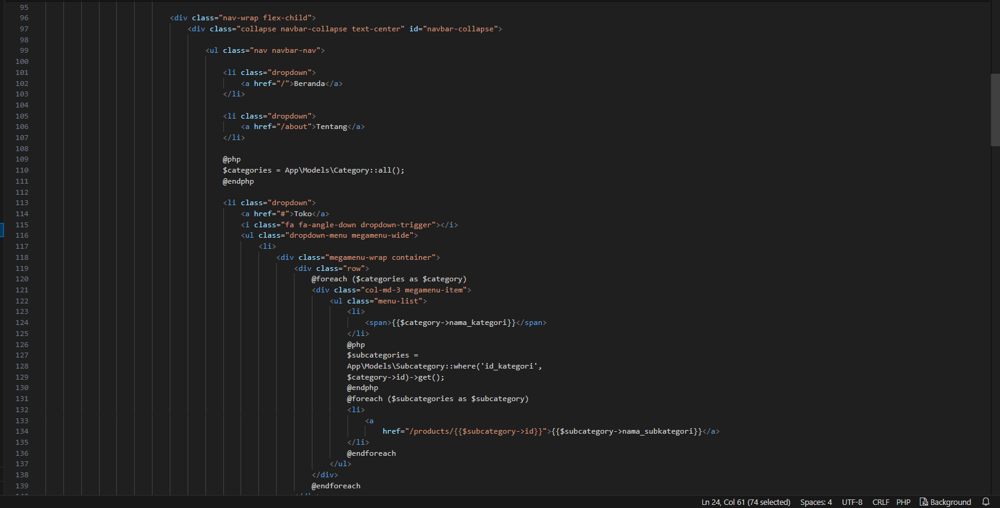 95
96 <div class="nav-wrap flex-child">
97 <div class="collapse navbar-collapse text-center" id="navbar-collapse">
98
99 <ul class="nav navbar-nav">
100
101 <li class="dropdown">
102 <a href="/">Beranda</a>
103 </li>
104
105 <li class="dropdown">
106 <a href="/about">Tentang</a>
107 </li>
108
109 @php
110 $categories = App\Models\Category::all();
111 @endphp
112
113 <li class="dropdown">
114 <a href="#">Toko</a>
115 <i class="fa fa-angle-down dropdown-trigger"></i>
116 <ul class="dropdown-menu megamenu-wide">
117 <li>
118 <div class="megamenu-wrap container">
119 <div class="row">
120 @foreach ($categories as $category)
121 <div class="col-md-3 megamenu-item">
122 <ul class="menu-list">
123 <li>
124 <span>{{$category->nama_kategori}}</span>
125 </li>
126 @php
127 $subcategories =
128 App\Models\Subcategory::where('id_kategori',
129 $category->id)->get();
130 @endphp
131 @foreach ($subcategories as $subcategory)
132 <li>
133 <a
134 href="/products/{{$subcategory->id}}">{{$subcategory->nama_subkategori}}</a>
135 </li>
136 @endforeach
137 </ul>
138 </div>
139 @endforeach
Ln 24, Col 61 (74 selected) Spaces: 4 UTF-8 CRLF PHP Background